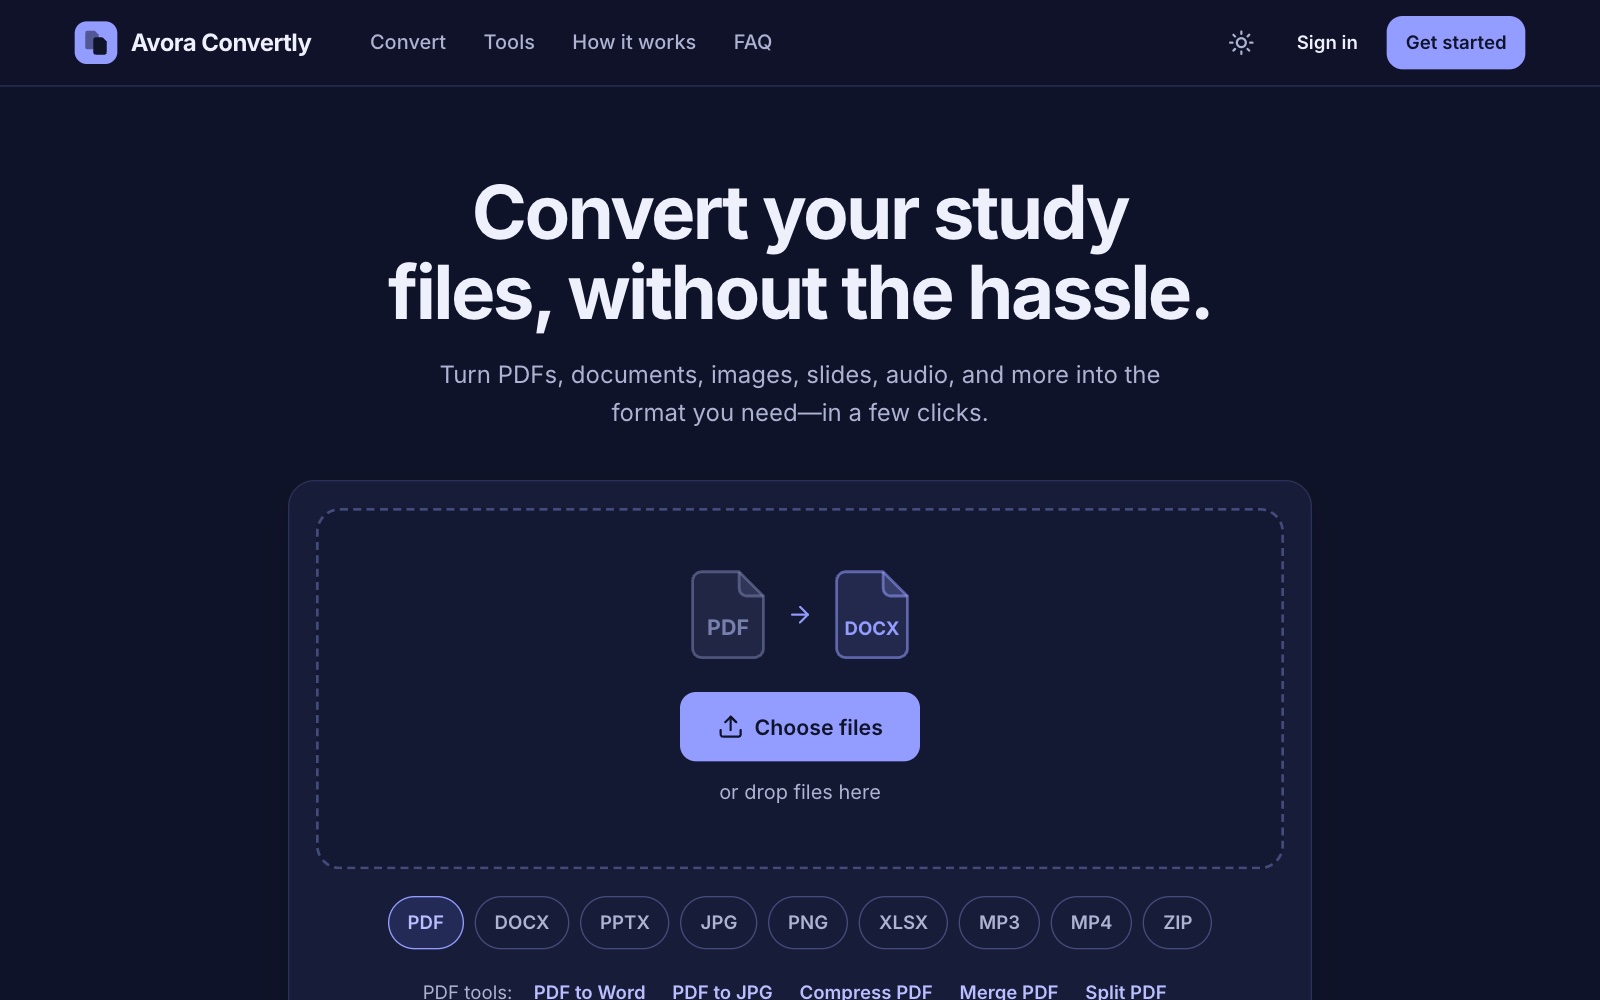 Avora Convertly
Convert
Tools
How it works
FAQ
Sign in
Get started
Convert your study
files, without the hassle.
Turn PDFs, documents, images, slides, audio, and more into the
format you need—in a few clicks.
PDF
DOCX
Choose files
or drop files here
PDF
DOCX
PPTX
JPG
PNG
XLSX
MP3
MP4
ZIP
PDF tools: PDF to Word PDF to JPG Compress PDF Merge PDF Split PDF